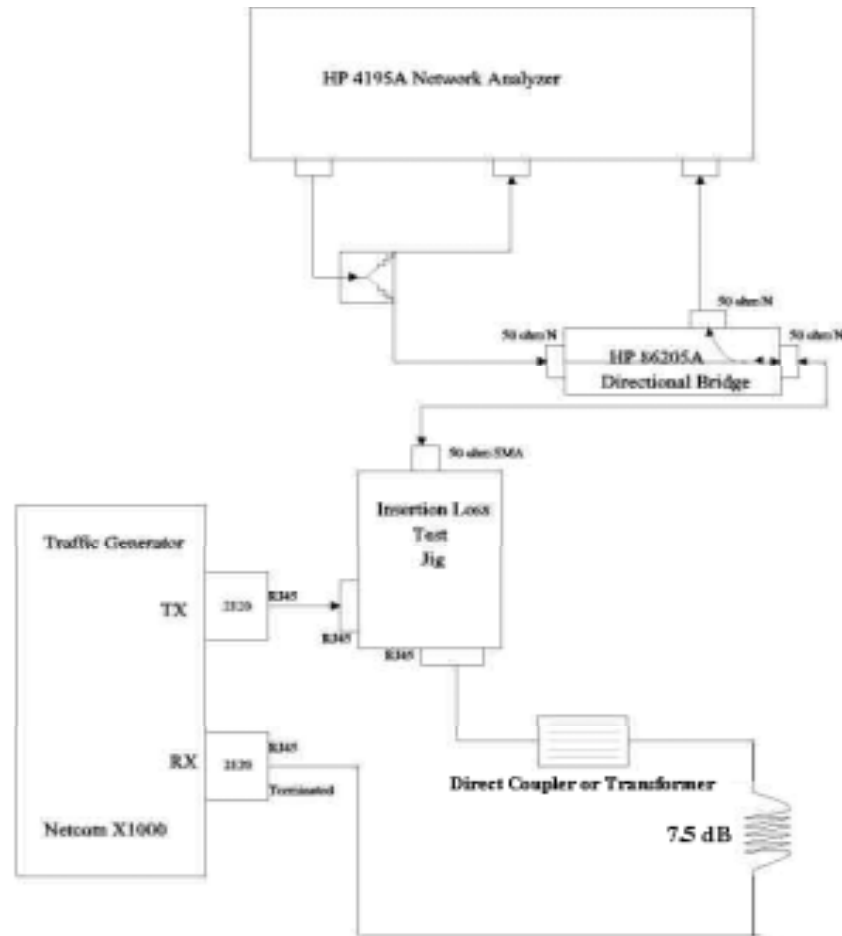 HP 4195A Network Analyzer
50 ohm N
50 ohm N
50 ohm N
HP 86205A
Directional Bridge
50 ohm SMA
Insertion Loss
Test
Jig
Traffic Generator
TX
RJ45
RJ45
RJ45
RX
RJ45
Terminated
Netcom X1000
Direct Coupler or Transformer
7.5 dB